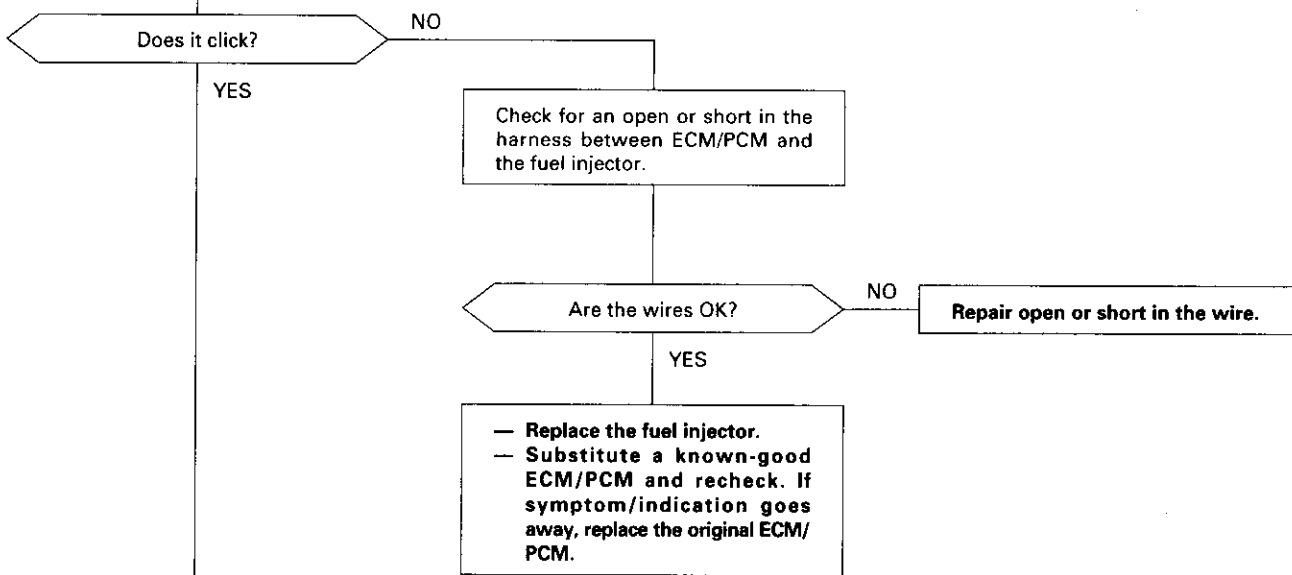 Does it click?
NO
YES
Check for an open or short in the
harness between ECM/PCM and
the fuel injector.
Are the wires OK?
NO
Repair open or short in the wire.
YES
— Replace the fuel injector.
— Substitute a known-good
ECM/PCM and recheck. If
symptom/indication goes
away, replace the original ECM/
PCM.